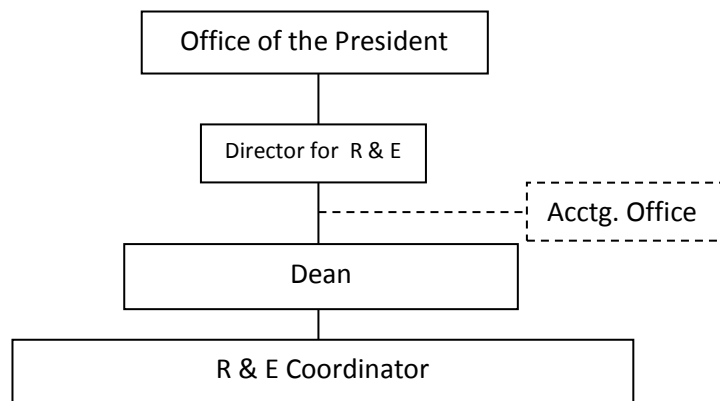 Office of the President
Director for R & E
Acctg. Office
Dean
R & E Coordinator